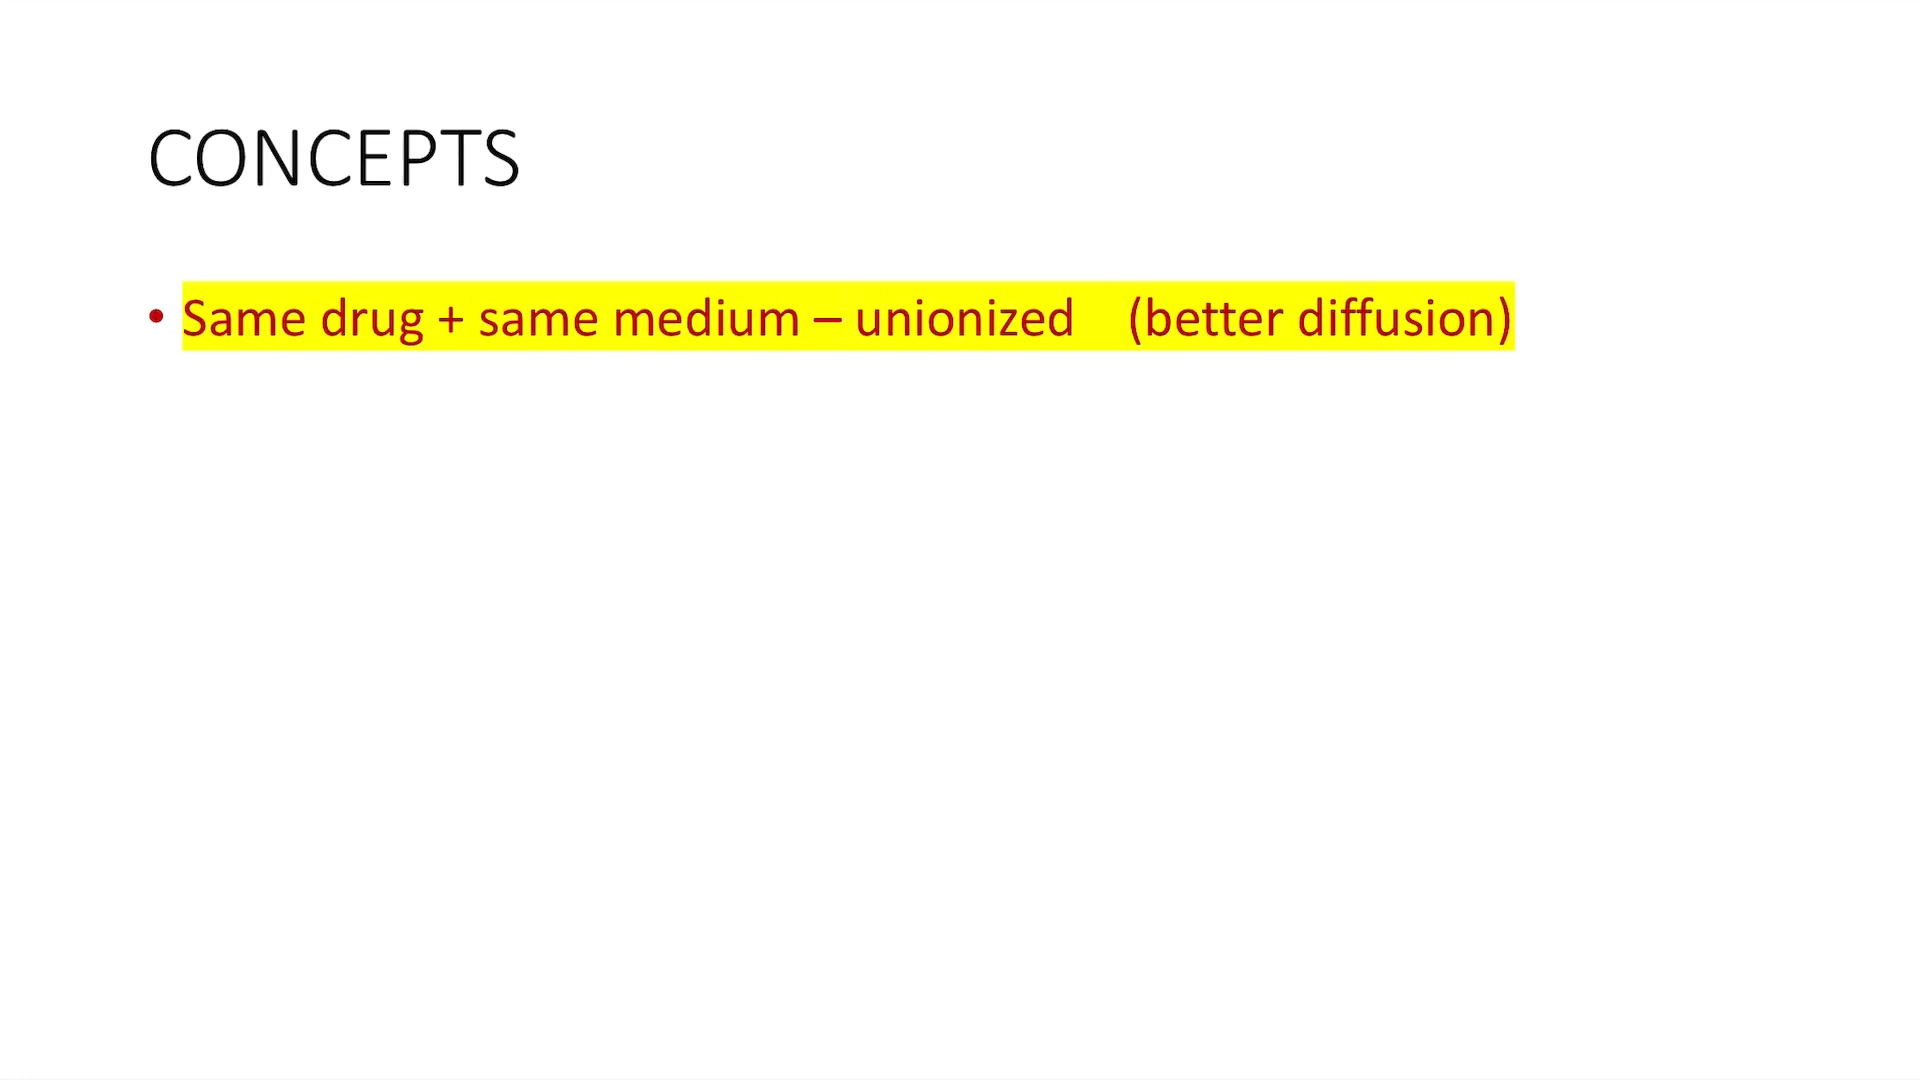 CONCEPTS
• Same drug + same medium – unionized (better diffusion)